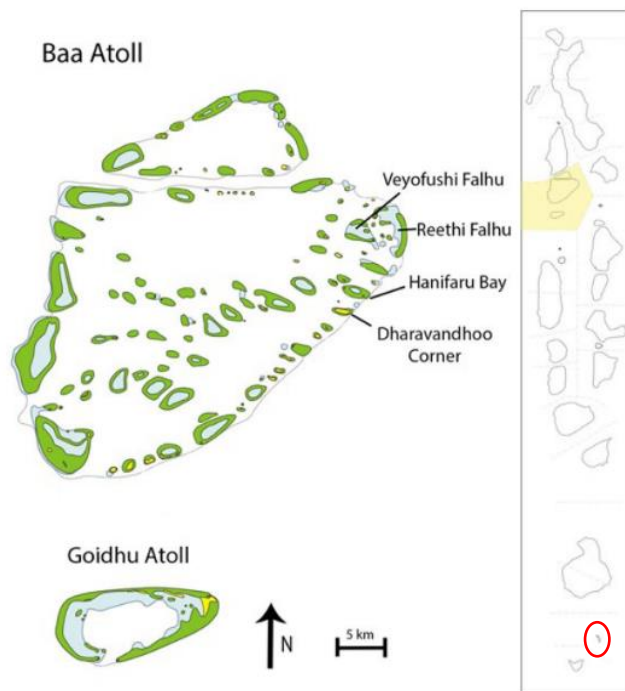 Baa Atoll
Veyofushi Falhu
Reethi Falhu
Hanifaru Bay
Dharavandhoo
Corner
Goidhu Atoll
N
5 km